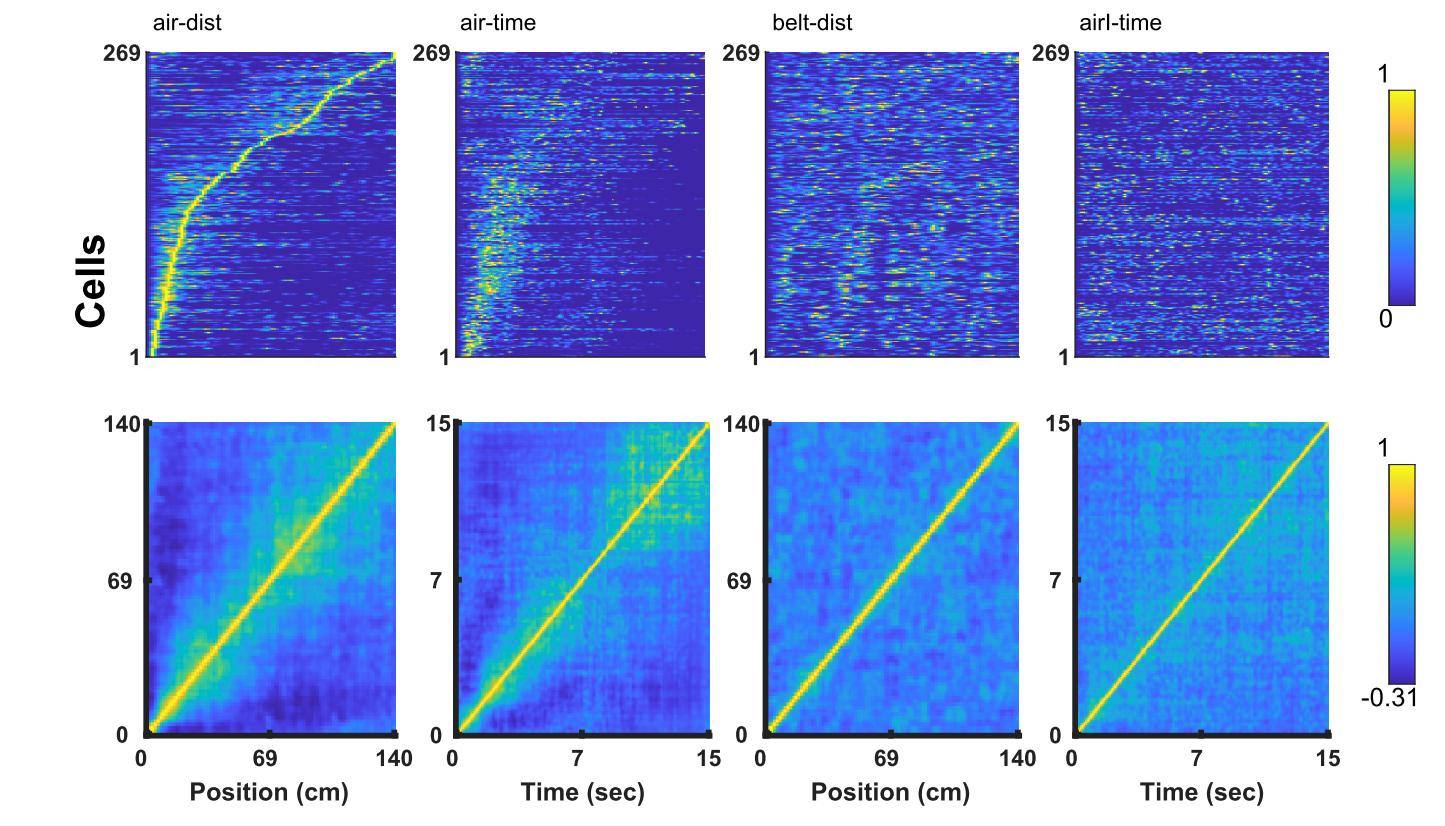 air-dist air-time belt-dist airI-time
269 269 269 269 1
Cells
0
1 1 1 1
140 15 140 15
1
69 7 69 7
-0.31
0 0 0 0
0 69 140 0 7 15 0 69 140 0 7 15
Position (cm) Time (sec) Position (cm) Time (sec)